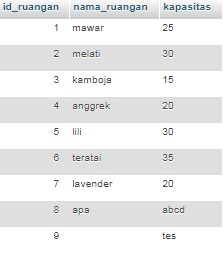 id_ruangan nama_ruangan kapasitas
1 mawar 25
2 melati 30
3 kamboja 15
4 anggrek 20
5 lili 30
6 teratai 35
7 lavender 20
8 apa abcd
9 tes